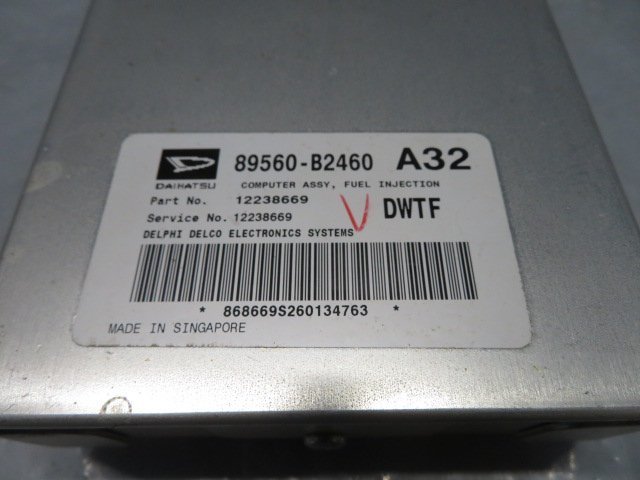 89560-B2460 A32
DAIHATSU COMPUTER ASSY, FUEL INJECTION
Part No. 12238669
Service No. 12238669 DWTF
DELPHI DELCO ELECTRONICS SYSTEMS
* 868669S260134763 *
MADE IN SINGAPORE